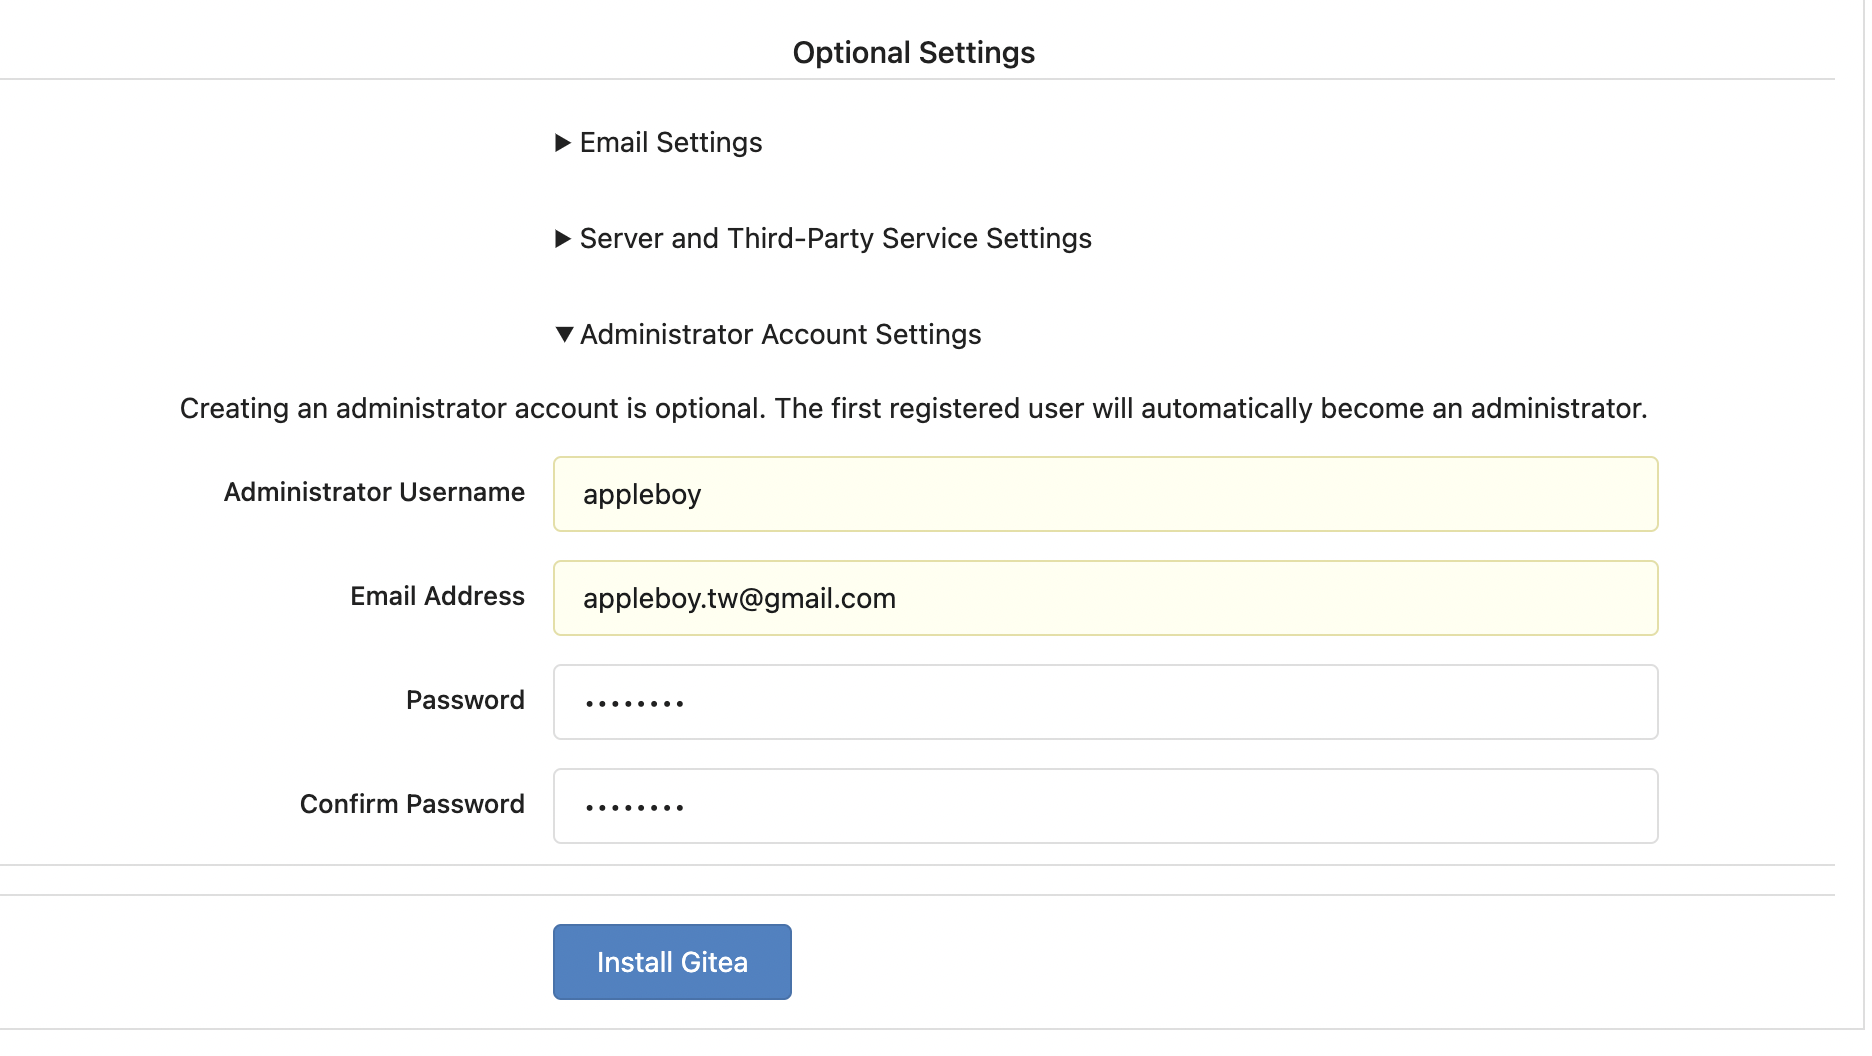 Optional Settings
Email Settings
Server and Third-Party Service Settings
Administrator Account Settings
Creating an administrator account is optional. The first registered user will automatically become an administrator.
Administrator Username
appleboy
Email Address
appleboy.tw@gmail.com
Password
••••••••
Confirm Password
••••••••
Install Gitea